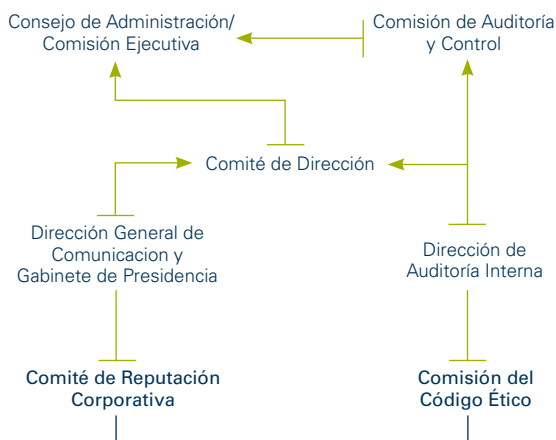 Consejo de Administración/
Comisión Ejecutiva
Comisión de Auditoría
y Control
Comité de Dirección
Dirección General de
Comunicacion y
Gabinete de Presidencia
Dirección de
Auditoría Interna
Comité de Reputación
Corporativa
Comisión del
Código Ético